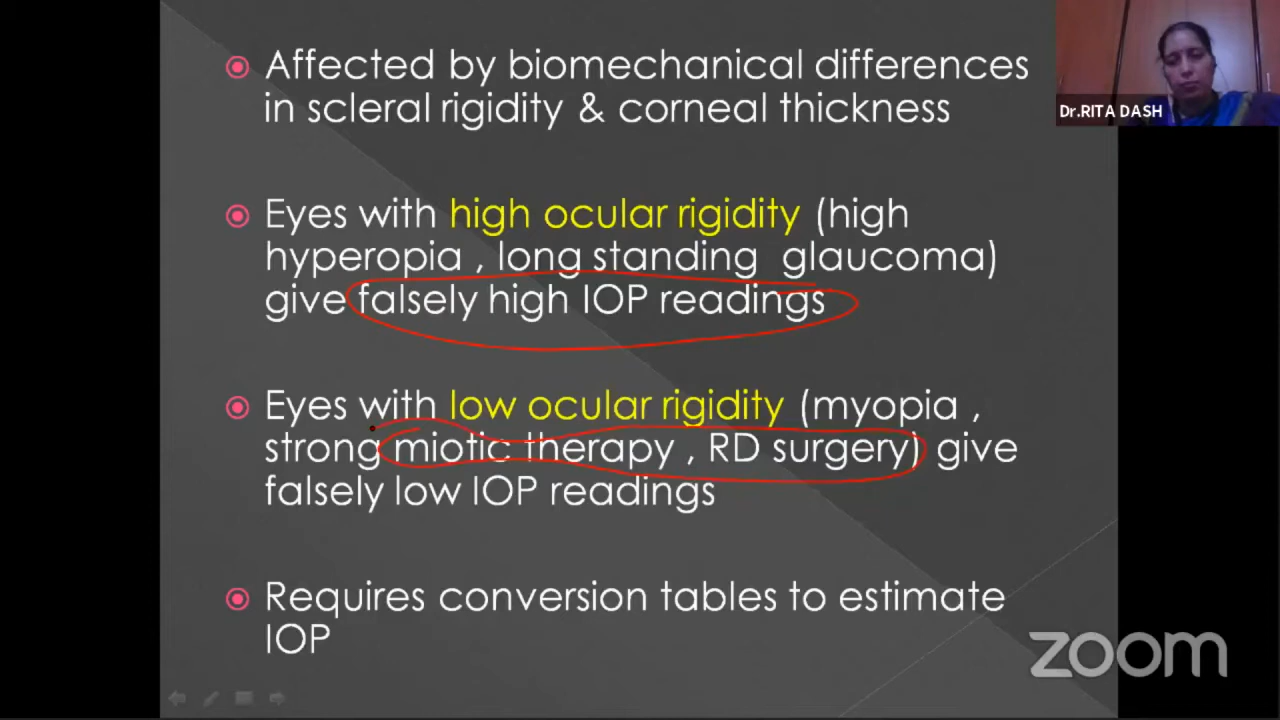 Affected by biomechanical differences
in scleral rigidity & corneal thickness
Dr.RITA DASH
Eyes with high ocular rigidity (high
hyperopia , long standing glaucoma)
give falsely high IOP readings
Eyes with low ocular rigidity (myopia ,
strong miotic therapy , RD surgery) give
falsely low IOP readings
Requires conversion tables to estimate
IOP
zoom